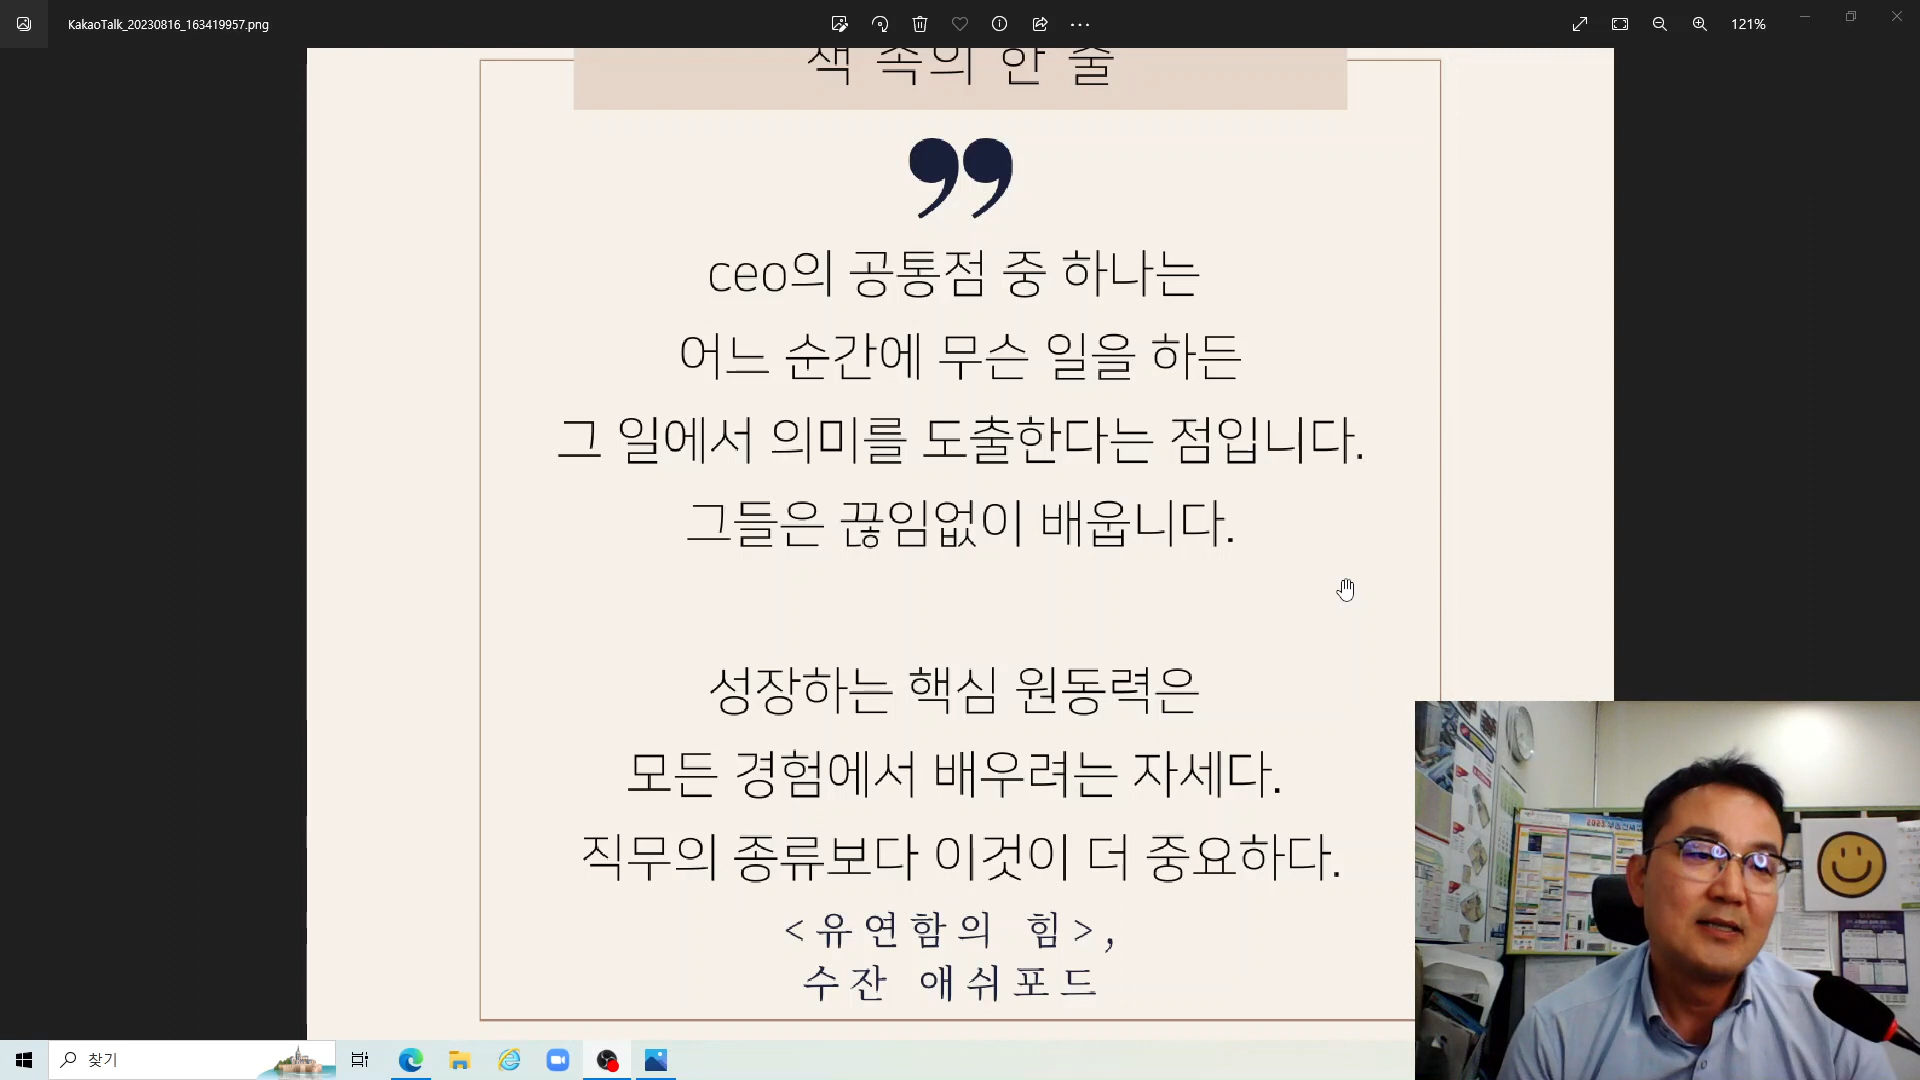 KakaoTalk_20230816_163419957.png
121%
책 속의 한 줄
ceo의 공통점 중 하나는
어느 순간에 무슨 일을 하든
그 일에서 의미를 도출한다는 점입니다.
그들은 끊임없이 배웁니다.
성장하는 핵심 원동력은
모든 경험에서 배우려는 자세다.
직무의 종류보다 이것이 더 중요하다.
<유연함의 힘>,
수잔 애쉬포드
찾기